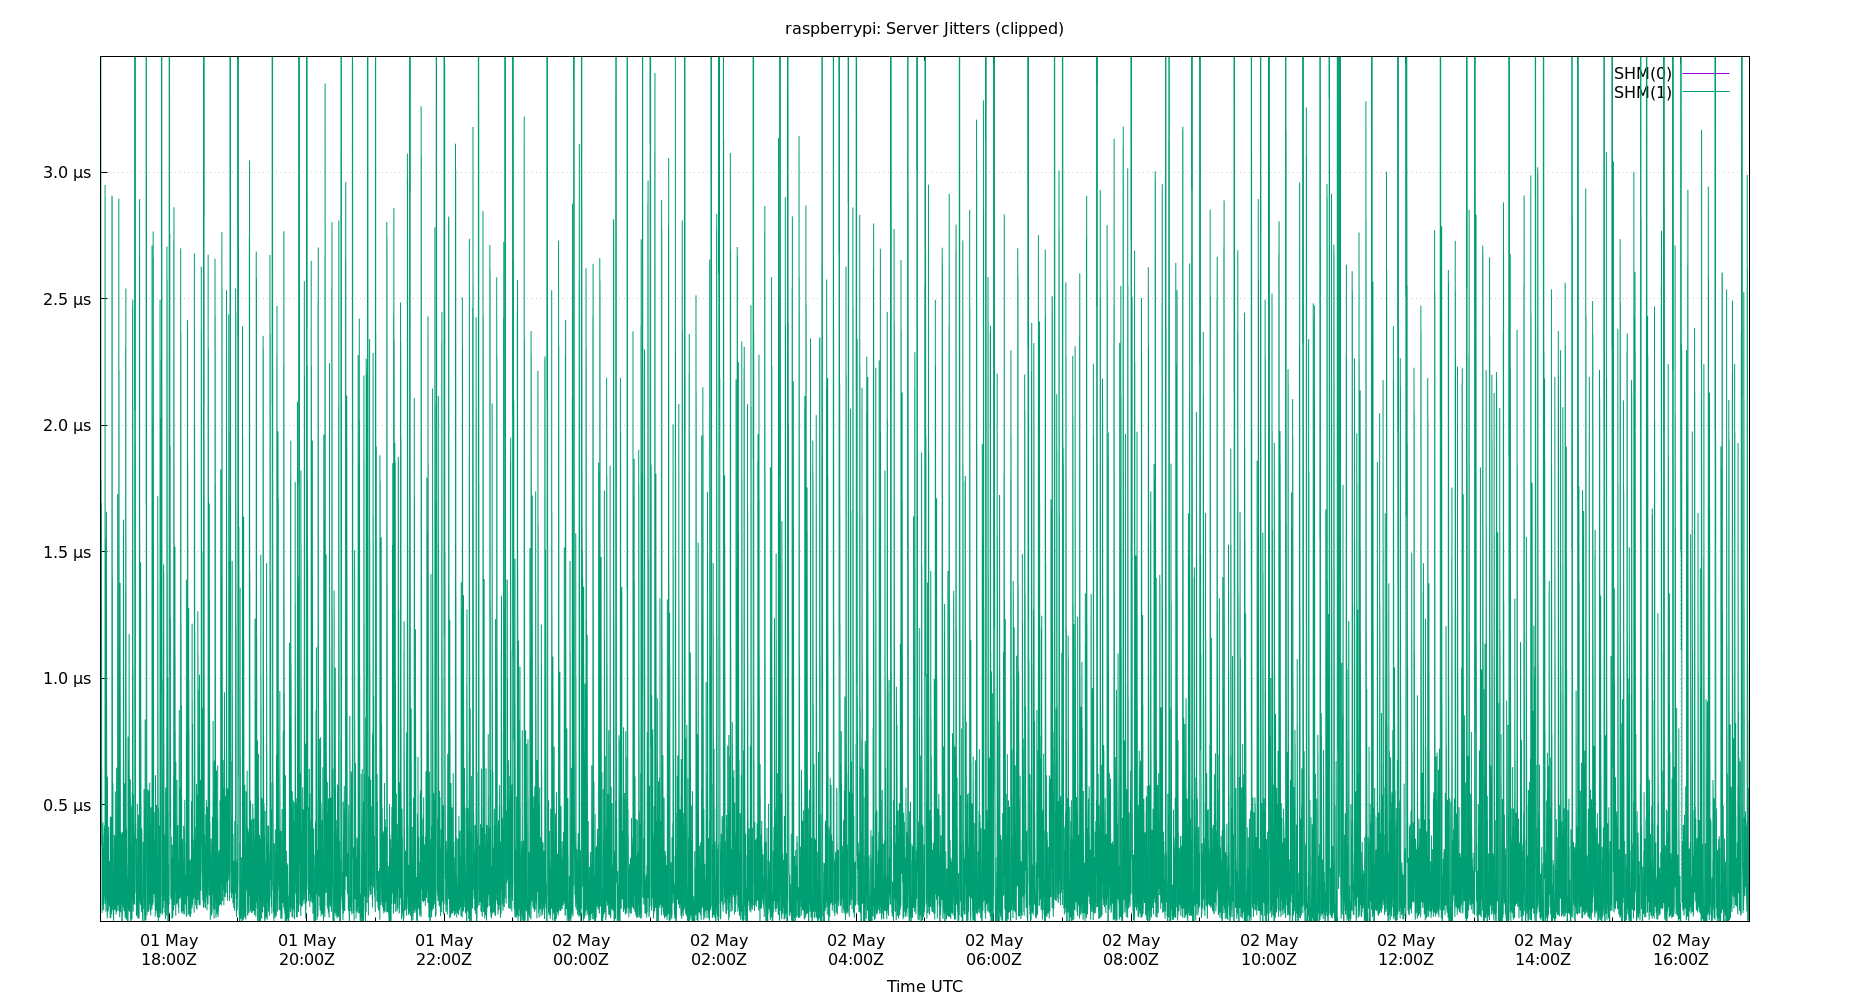 raspberrypi: Server Jitters (clipped)
SHM(0)
SHM(1)
3.0 µs
2.5 µs
2.0 µs
1.5 µs
1.0 µs
0.5 µs
01 May 01 May 01 May 02 May 02 May 02 May 02 May 02 May 02 May 02 May 02 May 02 May
18:00Z 20:00Z 22:00Z 00:00Z 02:00Z 04:00Z 06:00Z 08:00Z 10:00Z 12:00Z 14:00Z 16:00Z
Time UTC